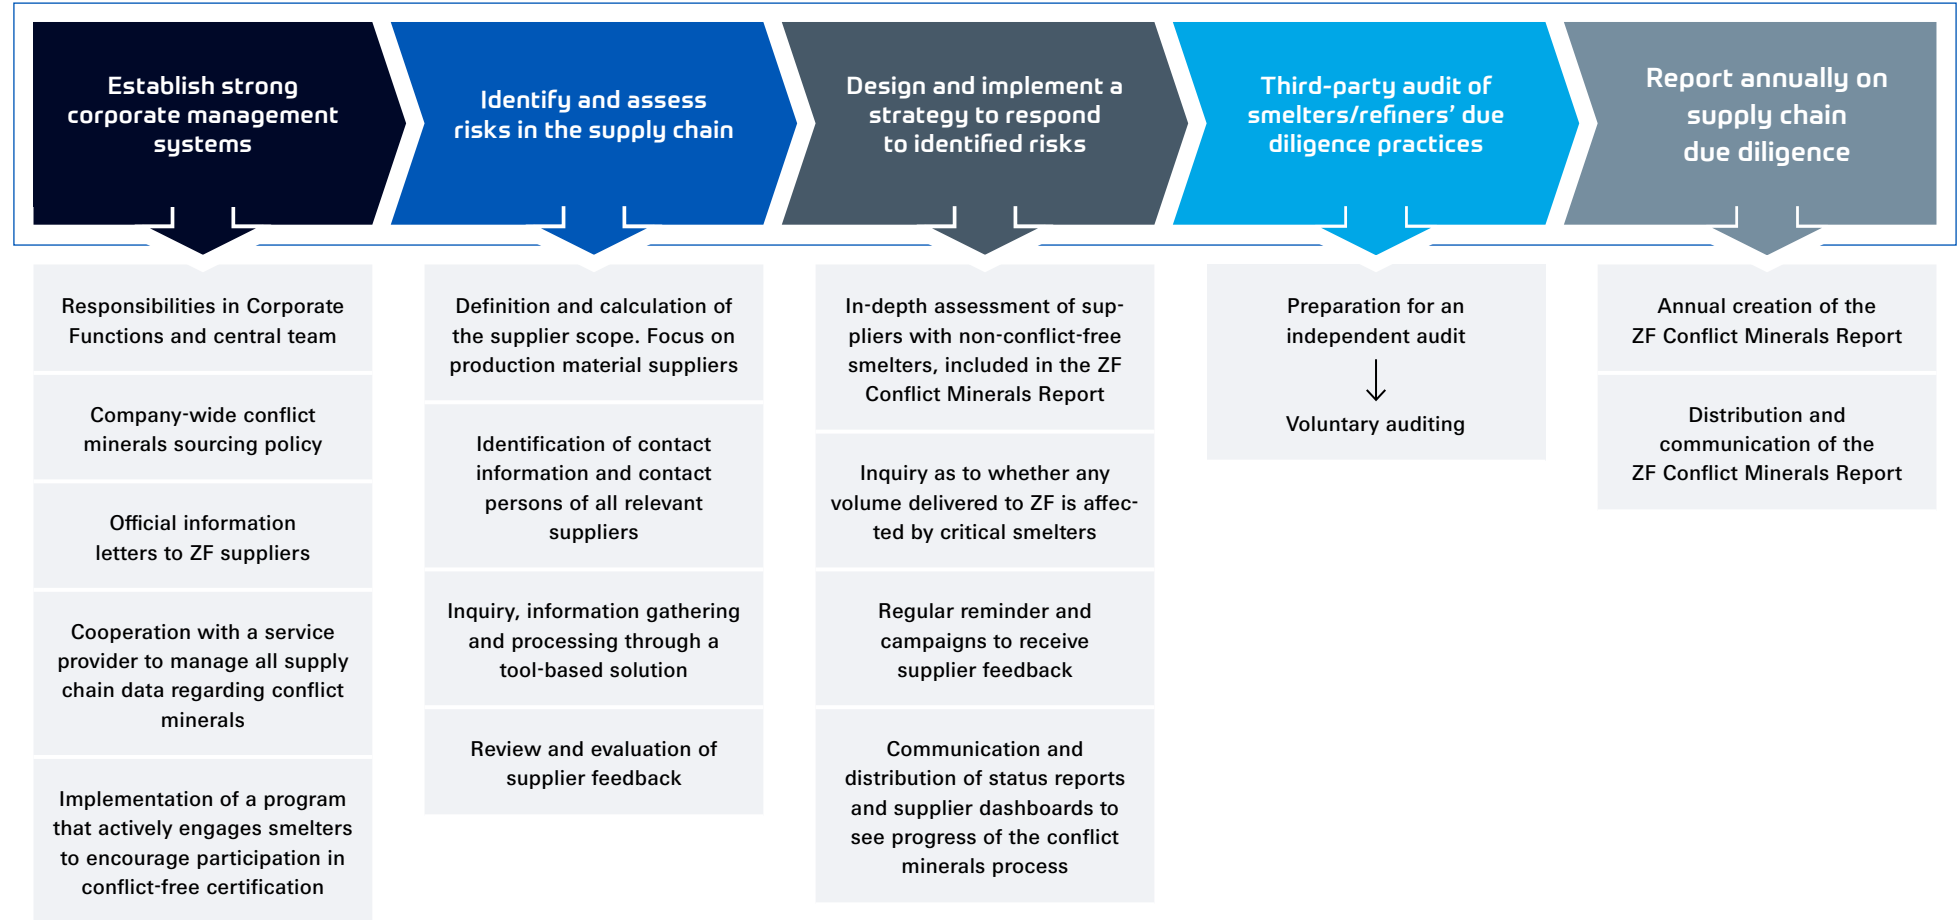 Establish strong
corporate management
systems
Identify and assess
risks in the supply chain
Design and implement a
strategy to respond
to identified risks
Third-party audit of
smelters/refiners’ due
diligence practices
Report annually on
supply chain
due diligence
Responsibilities in Corporate
Functions and central team
Company-wide conflict
minerals sourcing policy
Official information
letters to ZF suppliers
Cooperation with a service
provider to manage all supply
chain data regarding conflict
minerals
Implementation of a program
that actively engages smelters
to encourage participation in
conflict-free certification
Definition and calculation of
the supplier scope. Focus on
production material suppliers
Identification of contact
information and contact
persons of all relevant
suppliers
Inquiry, information gathering
and processing through a
tool-based solution
Review and evaluation of
supplier feedback
In-depth assessment of sup-
pliers with non-conflict-free
smelters, included in the ZF
Conflict Minerals Report
Inquiry as to whether any
volume delivered to ZF is affec-
ted by critical smelters
Regular reminder and
campaigns to receive
supplier feedback
Communication and
distribution of status reports
and supplier dashboards to
see progress of the conflict
minerals process
Preparation for an
independent audit
Voluntary auditing
Annual creation of the
ZF Conflict Minerals Report
Distribution and
communication of the
ZF Conflict Minerals Report